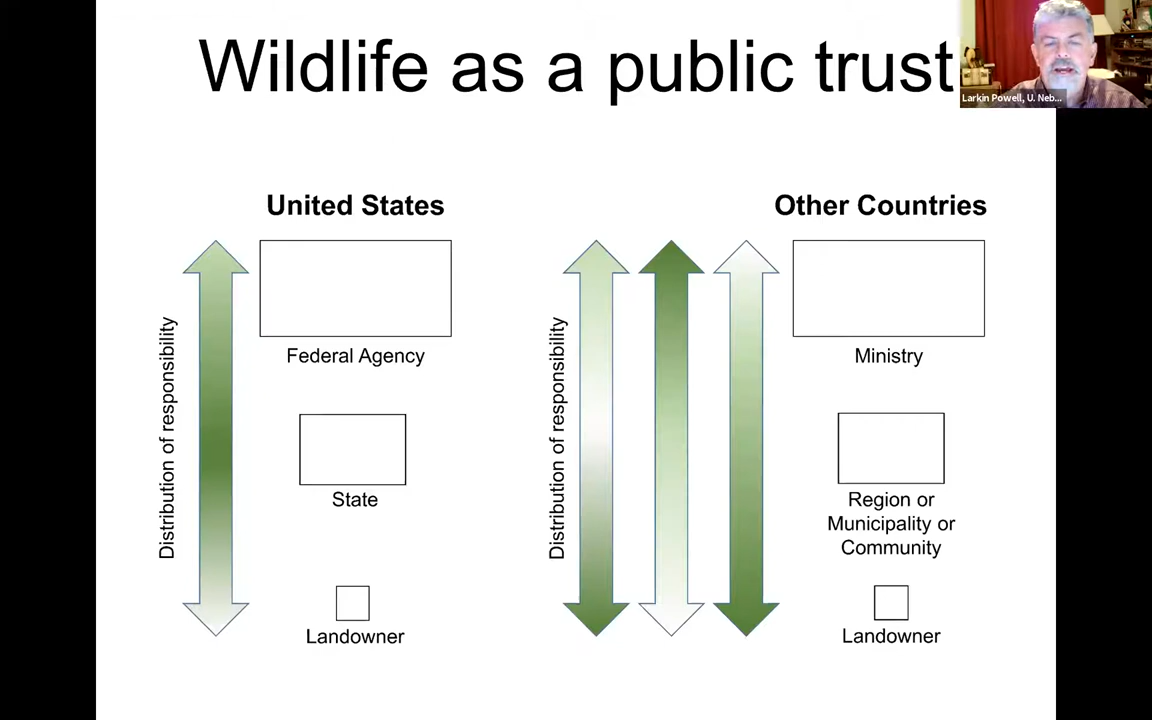 Wildlife as a public trust
Larkin Powell, U. Neb...
United States
Other Countries
Distribution of responsibility
Federal Agency
State
Landowner
Distribution of responsibility
Ministry
Region or
Municipality or
Community
Landowner